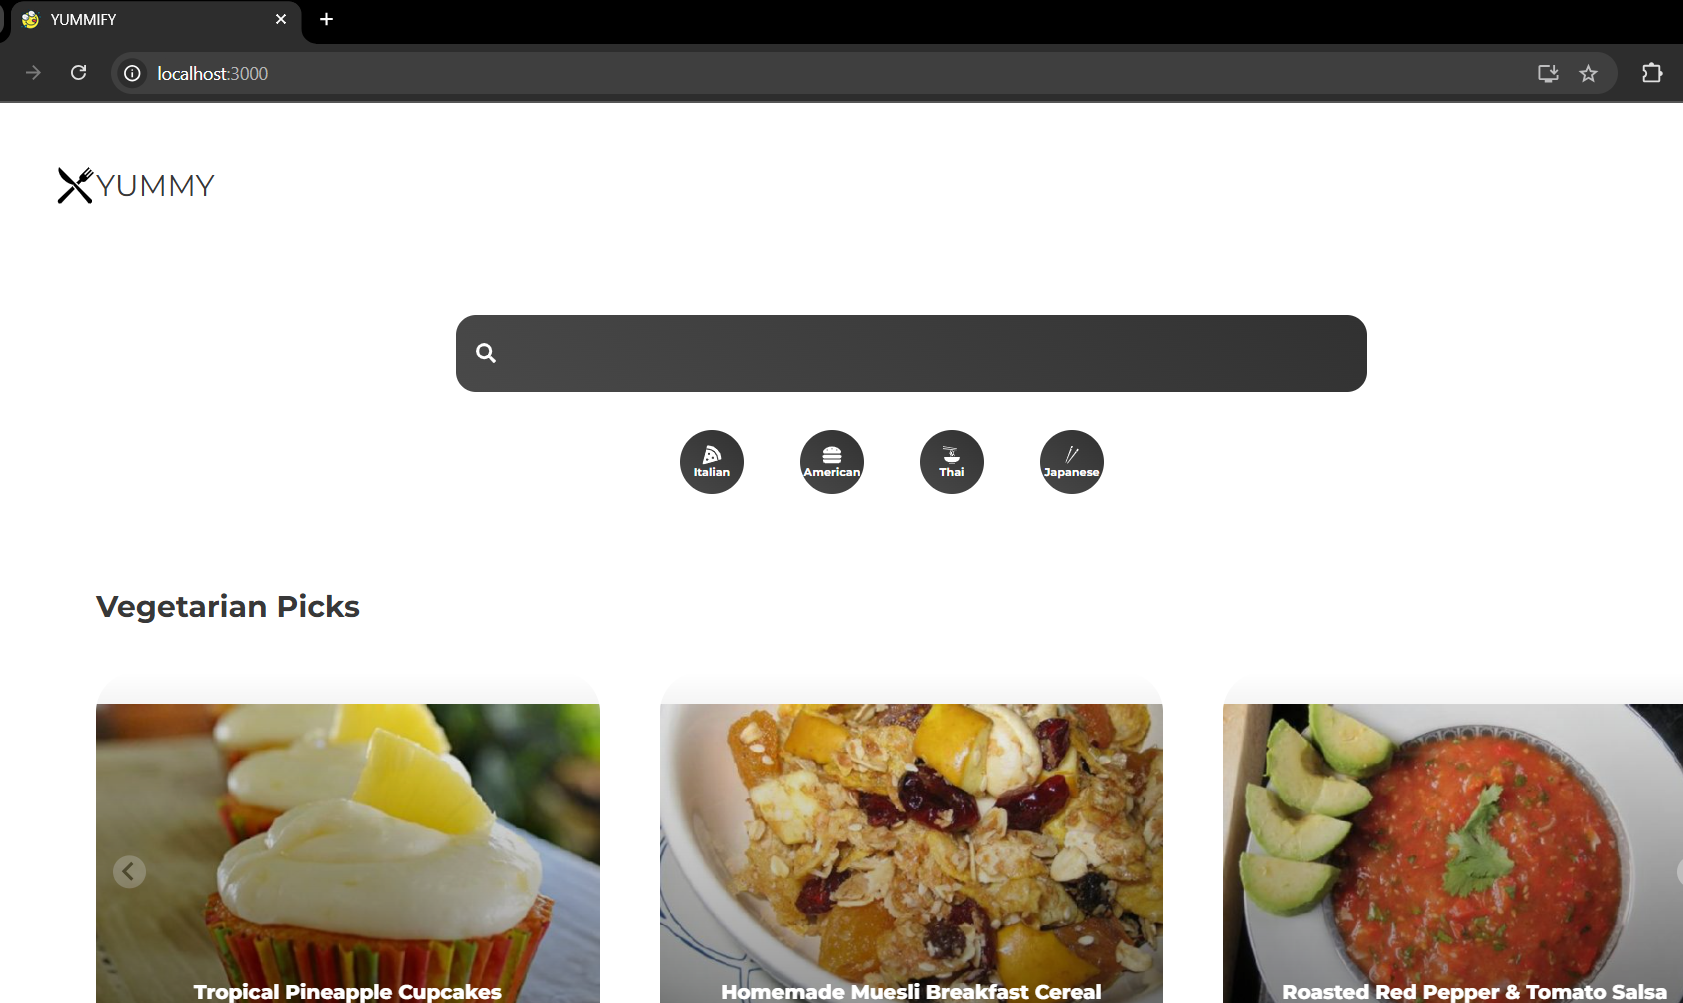 YUMMIFY
localhost:3000
YUMMY
Italian
American
Thai
Japanese
Vegetarian Picks
Tropical Pineapple Cupcakes
Homemade Muesli Breakfast Cereal
Roasted Red Pepper & Tomato Salsa